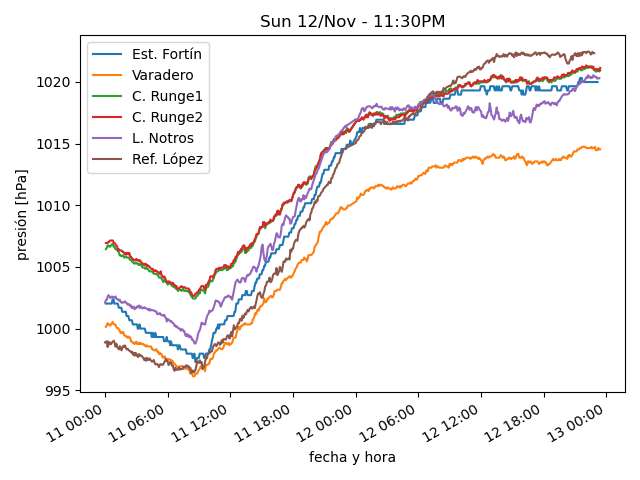 Sun 12/Nov - 11:30PM
Est. Fortín
Varadero
C. Runge1
C. Runge2
L. Notros
Ref. López
presión [hPa]
1020
1015
1010
1005
1000
995
11 00:00
11 06:00
11 12:00
11 18:00
12 00:00
12 06:00
12 12:00
12 18:00
13 00:00
fecha y hora